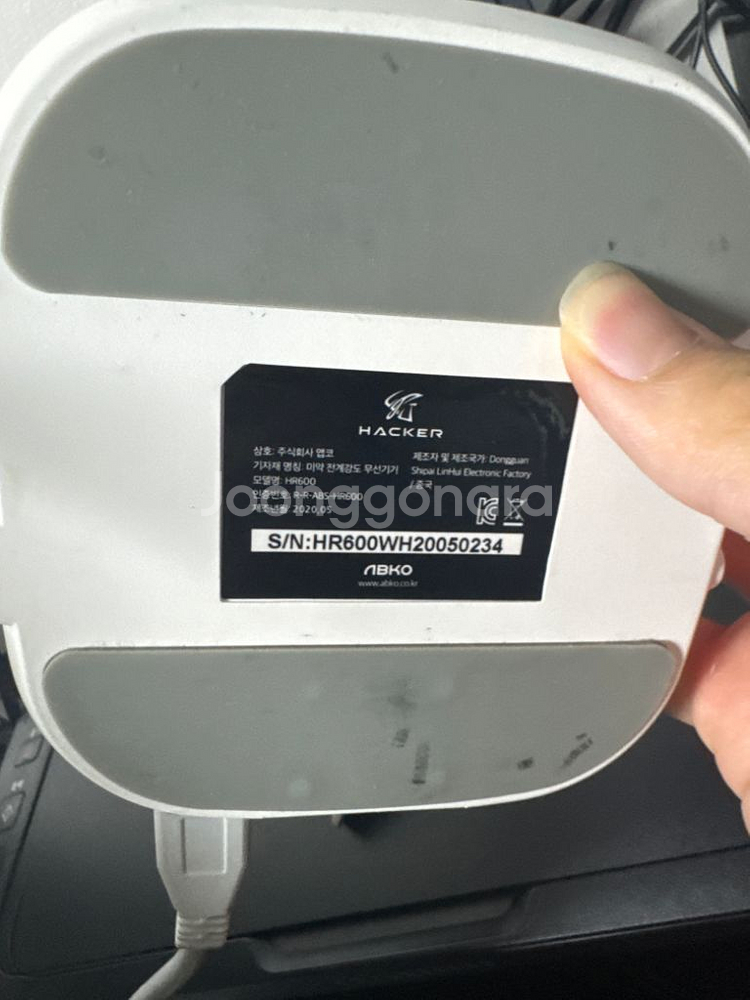 HACKER
상호: 주식회사 앱코
기자재 명칭: 미약 전계강도 무선기기
모델명: HR600
인증번호: R-R-ABS-HR600
제조년월: 2020.05
제조자 및 제조국가: Dongguan
Shipai LinHui Electronic Factory
/ 중국
Joonggonara
S/N:HR600WH20050234
ABKO
www.abko.co.kr